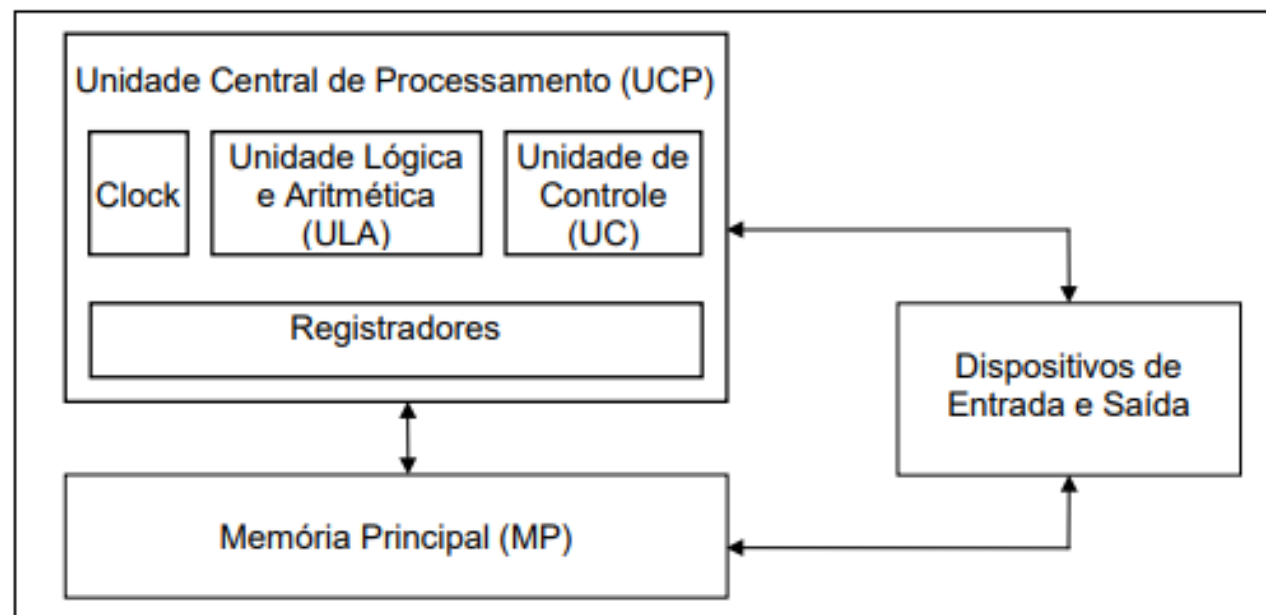 Unidade Central de Processamento (UCP)
Clock
Unidade Lógica
e Aritmética
(ULA)
Unidade de
Controle
(UC)
Registradores
Dispositivos de
Entrada e Saída
Memória Principal (MP)